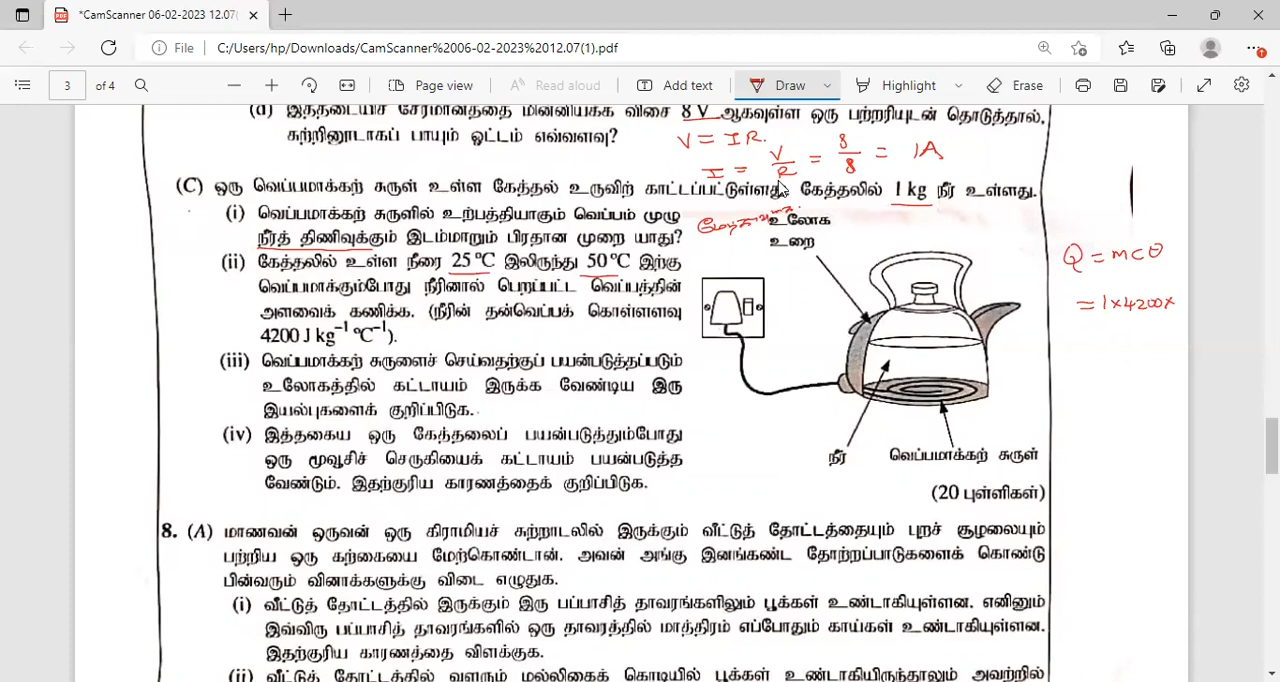 *CamScanner 06-02-2023 12.07(
File
C:/Users/hp/Downloads/CamScanner%2006-02-2023%2012.07(1).pdf
3 of 4
Page view
Read aloud
Add text
Draw
Highlight
Erase
(d) இத்தடையிச் சேர்மானத்தை மின்னியக்க விசை 8 V ஆகவுள்ள ஒரு பற்றரியுடன் தொடுத்தால்,
சுற்றினூடாகப் பாயும் ஓட்டம் எவ்வளவு?
V = IR.
I = V/R = 8/8 = 1A
(C) ஒரு வெப்பமாக்கற் சுருள் உள்ள கேத்தல் உருவிற் காட்டப்பட்டுள்ளது. கேத்தலில் 1 kg நீர் உள்ளது.
(i) வெப்பமாக்கற் சுருளில் உற்பத்தியாகும் வெப்பம் முழு
நீர்த் திணிவுக்கும் இடம்மாறும் பிரதான முறை யாது?
(ii) கேத்தலில் உள்ள நீரை 25 °C இலிருந்து 50 °C இற்கு
வெப்பமாக்கும்போது நீரினால் பெறப்பட்ட வெப்பத்தின்
அளவைக் கணிக்க. (நீரின் தன்வெப்பக் கொள்ளளவு
4200 J kg⁻¹ °C⁻¹).
(iii) வெப்பமாக்கற் சுருளைச் செய்வதற்குப் பயன்படுத்தப்படும்
உலோகத்தில் கட்டாயம் இருக்க வேண்டிய இரு
இயல்புகளைக் குறிப்பிடுக.
(iv) இத்தகைய ஒரு கேத்தலைப் பயன்படுத்தும்போது
ஒரு மூவூசிச் செருகியைக் கட்டாயம் பயன்படுத்த
வேண்டும். இதற்குரிய காரணத்தைக் குறிப்பிடுக.
உலோக
உறை
நீர்
வெப்பமாக்கற் சுருள்
(20 புள்ளிகள்)
Q = mcθ
= 1×4200×
8. (A) மாணவன் ஒருவன் ஒரு கிராமியச் சுற்றாடலில் இருக்கும் வீட்டுத் தோட்டத்தையும் புறச் சூழலையும்
பற்றிய ஒரு கற்கையை மேற்கொண்டான். அவன் அங்கு இனங்கண்ட தோற்றப்பாடுகளைக் கொண்டு
பின்வரும் வினாக்களுக்கு விடை எழுதுக.
(i) வீட்டுத் தோட்டத்தில் இருக்கும் இரு பப்பாசித் தாவரங்களிலும் பூக்கள் உண்டாகியுள்ளன. எனினும்
இவ்விரு பப்பாசித் தாவரங்களில் ஒரு தாவரத்தில் மாத்திரம் எப்போதும் காய்கள் உண்டாகியுள்ளன.
இதற்குரிய காரணத்தை விளக்குக.
(ii) வீட்டுத் தோட்டத்தில் வளரும் மல்லிகைக் கொடியில் பூக்கள் உண்டாகியிருந்தாலும் அவற்றில்